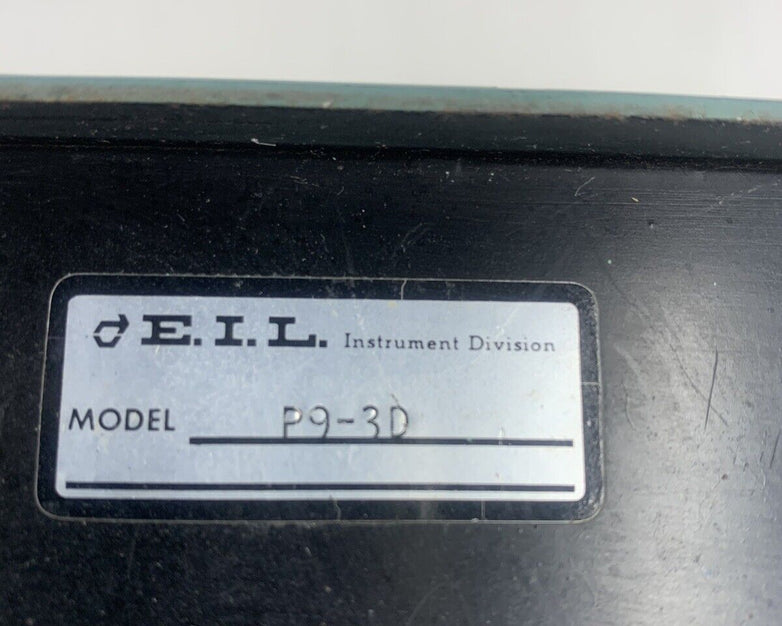 E.I.L. Instrument Division
MODEL P9-3D